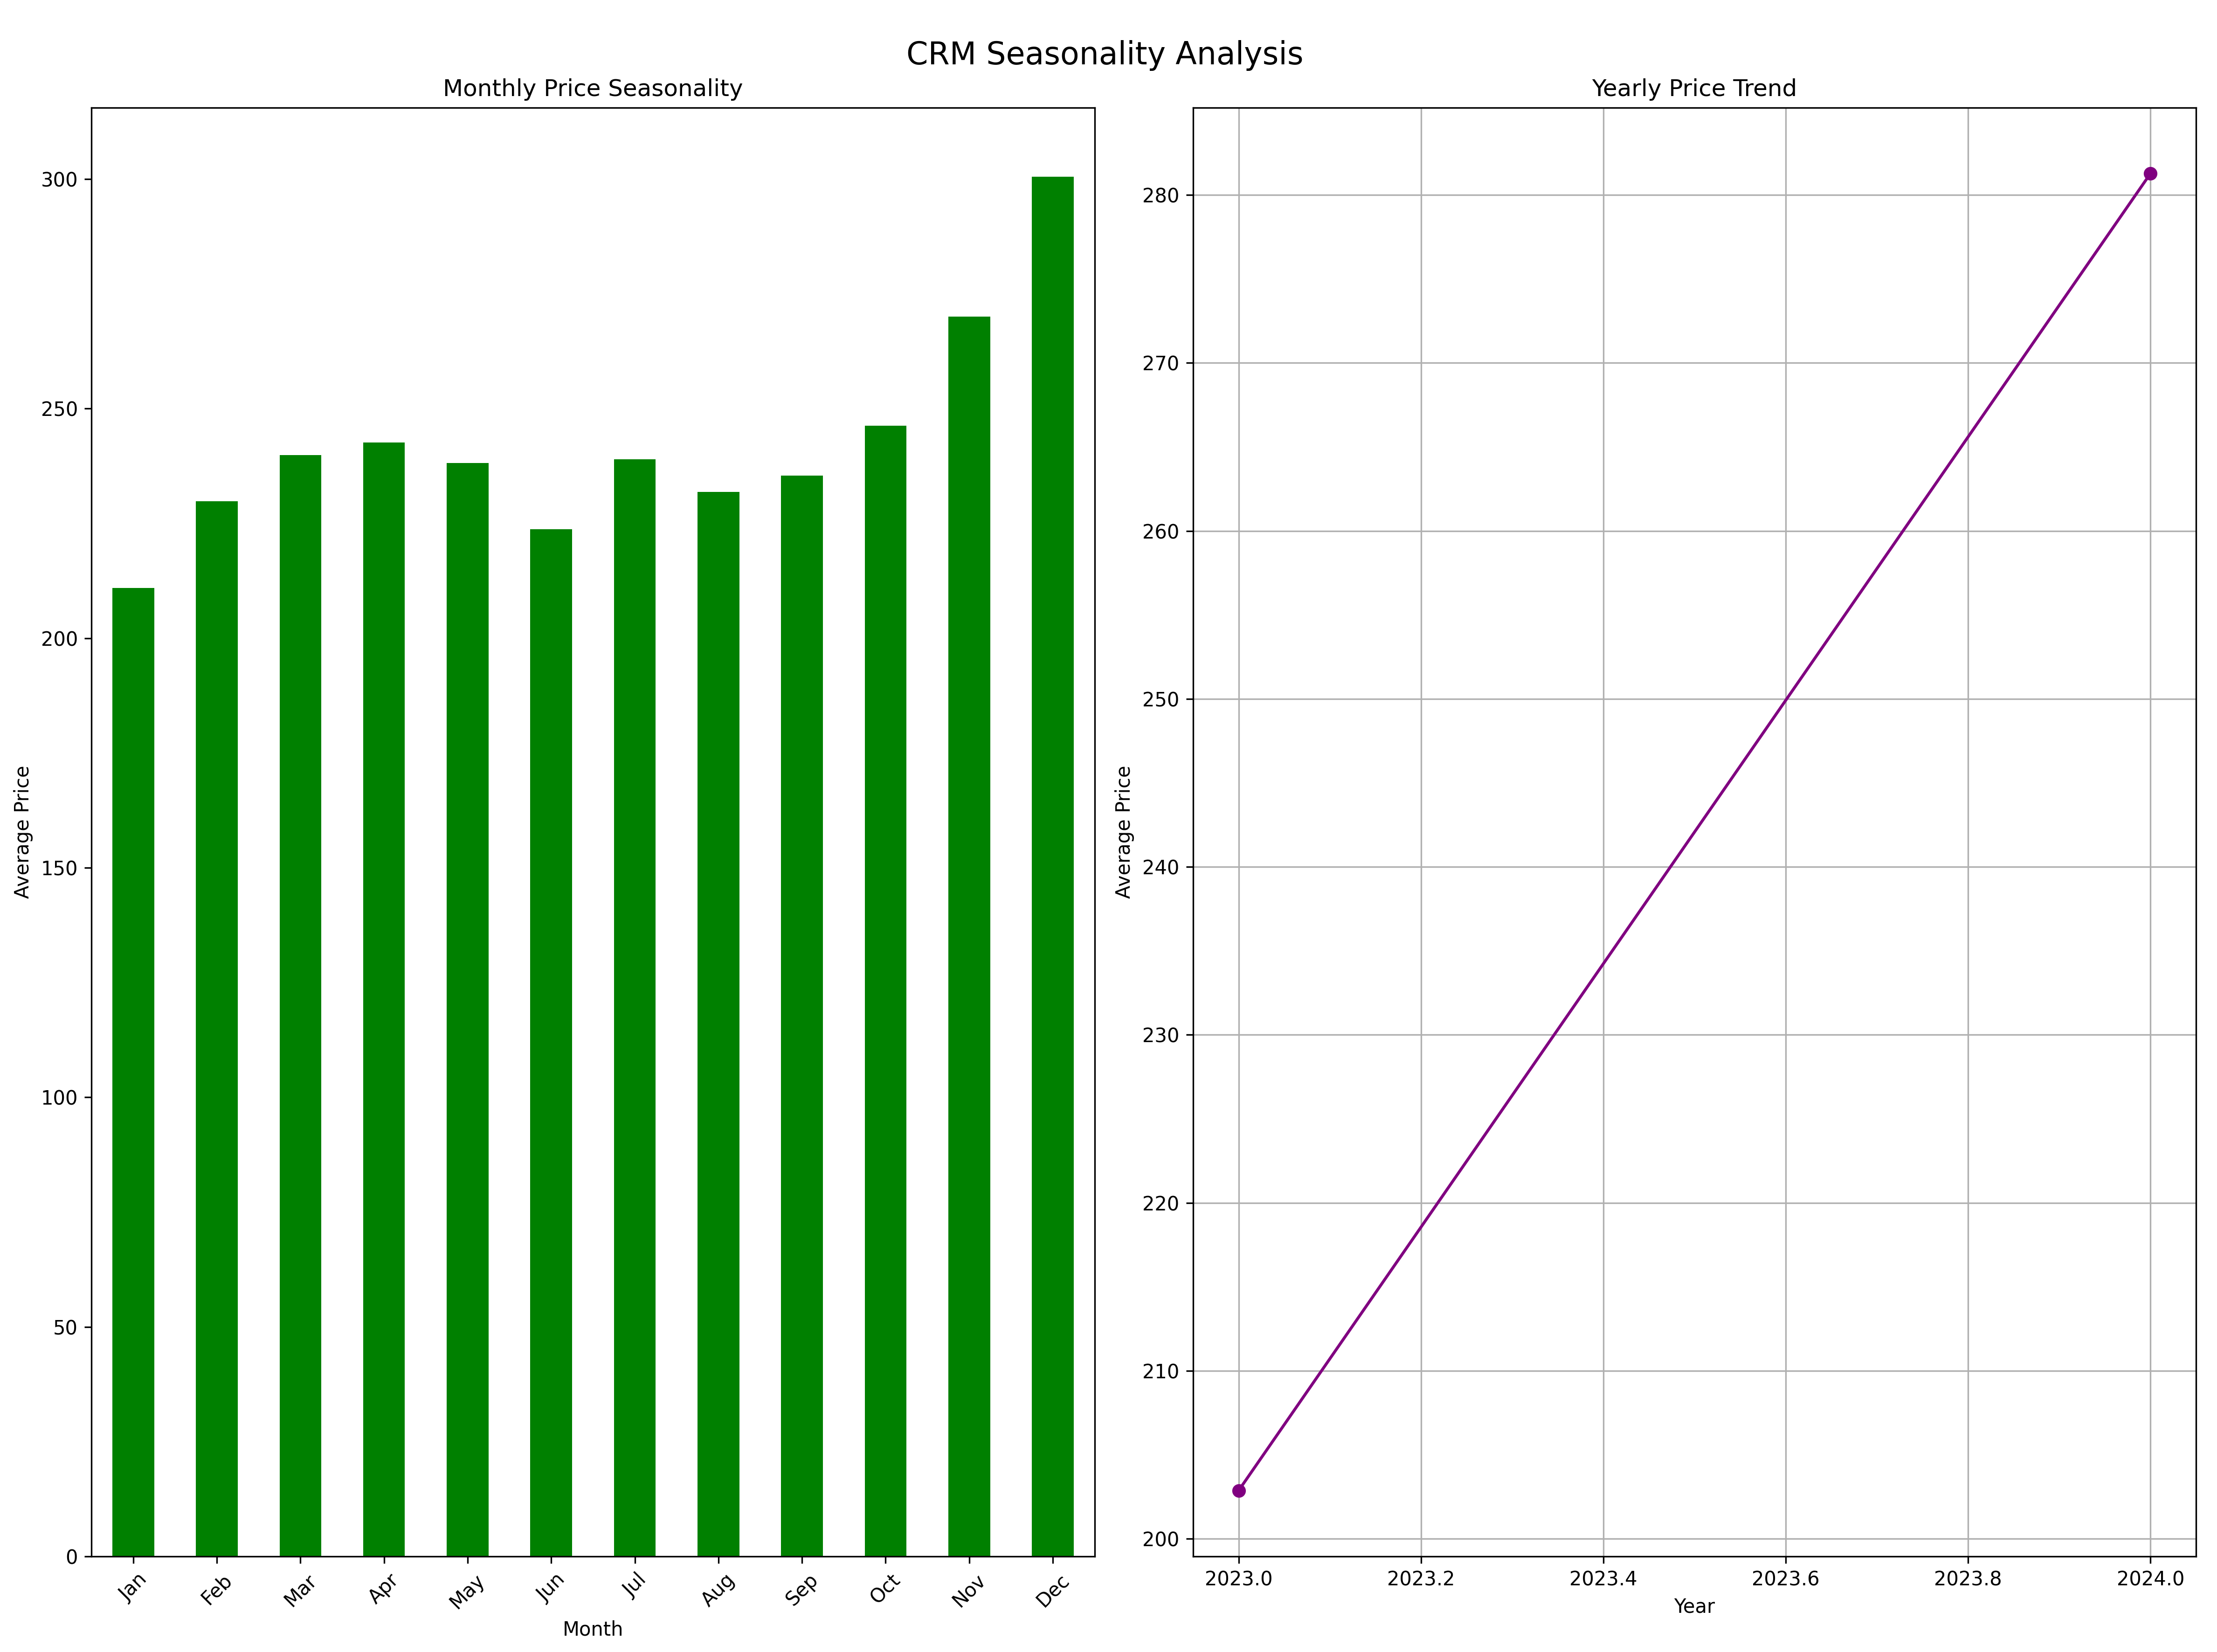 CRM Seasonality Analysis
Monthly Price Seasonality
300
250
200
150
100
50
0
Average Price
Jan
Feb
Mar
Apr
May
Jun
Jul
Aug
Sep
Oct
Nov
Dec
Month
Yearly Price Trend
280
270
260
250
240
230
220
210
200
Average Price
2023.0
2023.2
2023.4
2023.6
2023.8
2024.0
Year